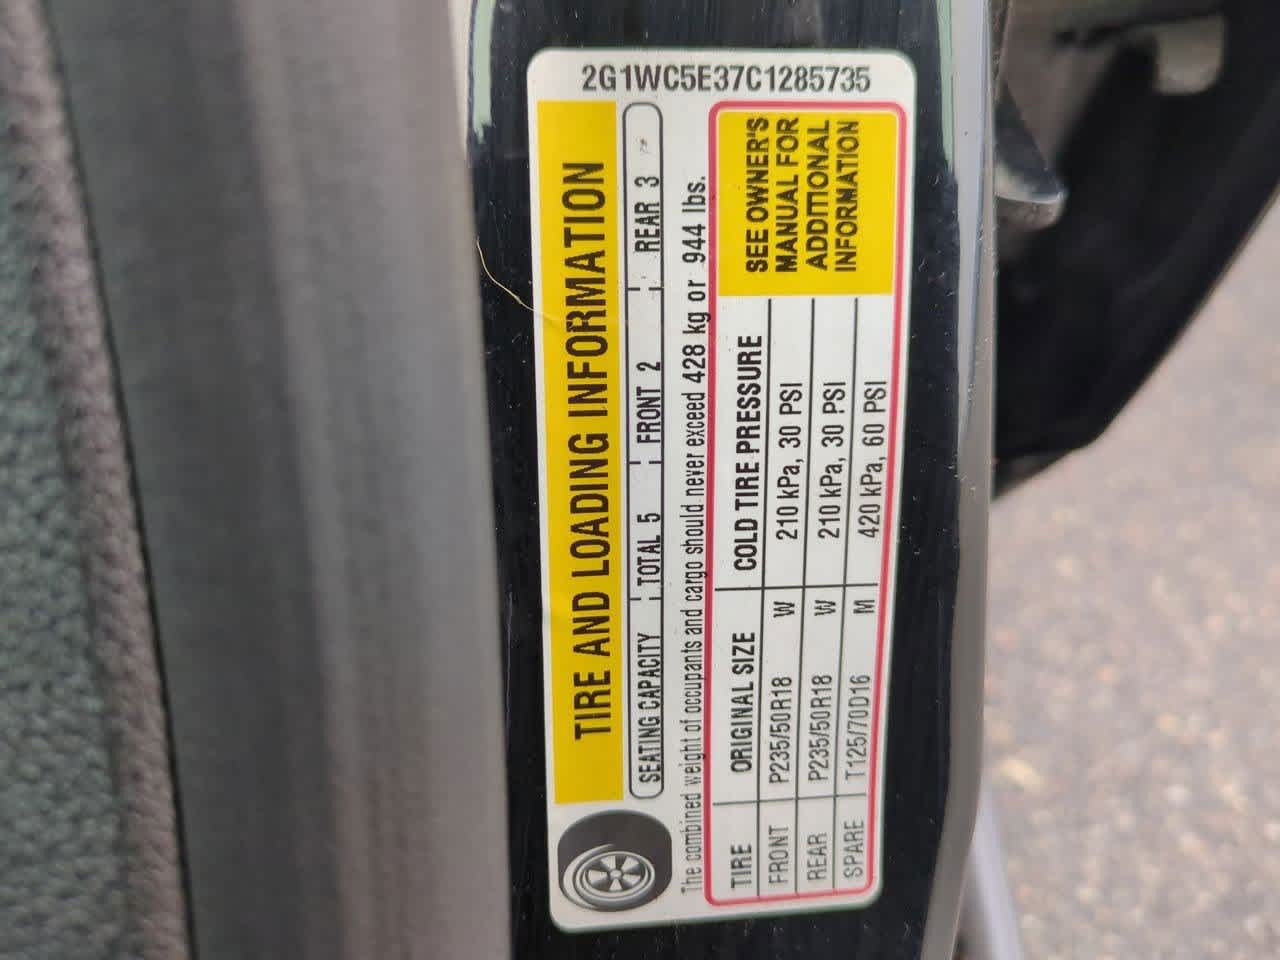 2G1WC5E37C1285735
TIRE AND LOADING INFORMATION
SEATING CAPACITY TOTAL 5 FRONT 2 REAR 3
The combined weight of occupants and cargo should never exceed 428 kg or 944 lbs.
TIRE ORIGINAL SIZE COLD TIRE PRESSURE
FRONT P235/50R18 W 210 kPa, 30 PSI
REAR P235/50R18 W 210 kPa, 30 PSI
SPARE T125/70D16 M 420 kPa, 60 PSI
SEE OWNER'S
MANUAL FOR
ADDITIONAL
INFORMATION